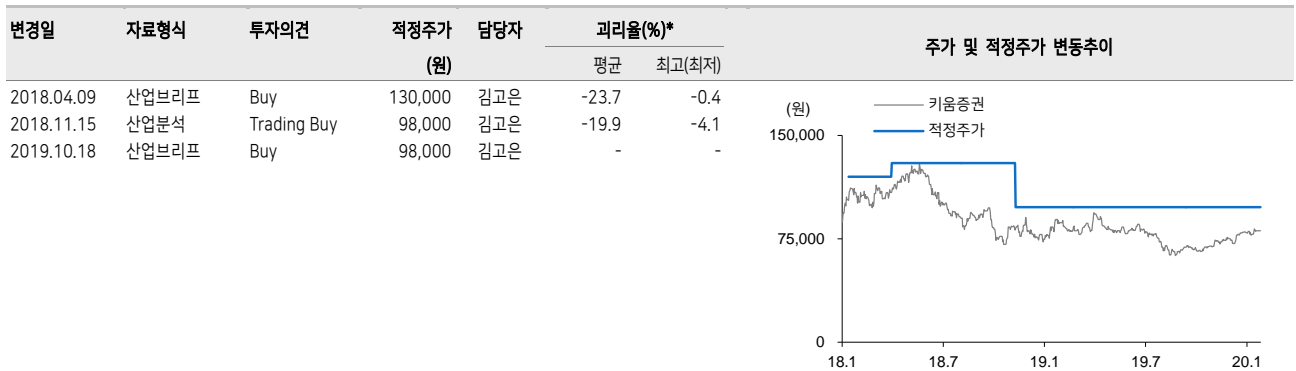 변경일 자료형식 투자의견 적정주가 담당자 괴리율(%)* 주가 및 적정주가 변동추이
(원) 평균 최고(최저)
2018.04.09 산업브리프 Buy 130,000 김고은 -23.7 -0.4
2018.11.15 산업분석 Trading Buy 98,000 김고은 -19.9 -4.1
2019.10.18 산업브리프 Buy 98,000 김고은 - -
(원)
키움증권
적정주가
150,000
75,000
0
18.1 18.7 19.1 19.7 20.1